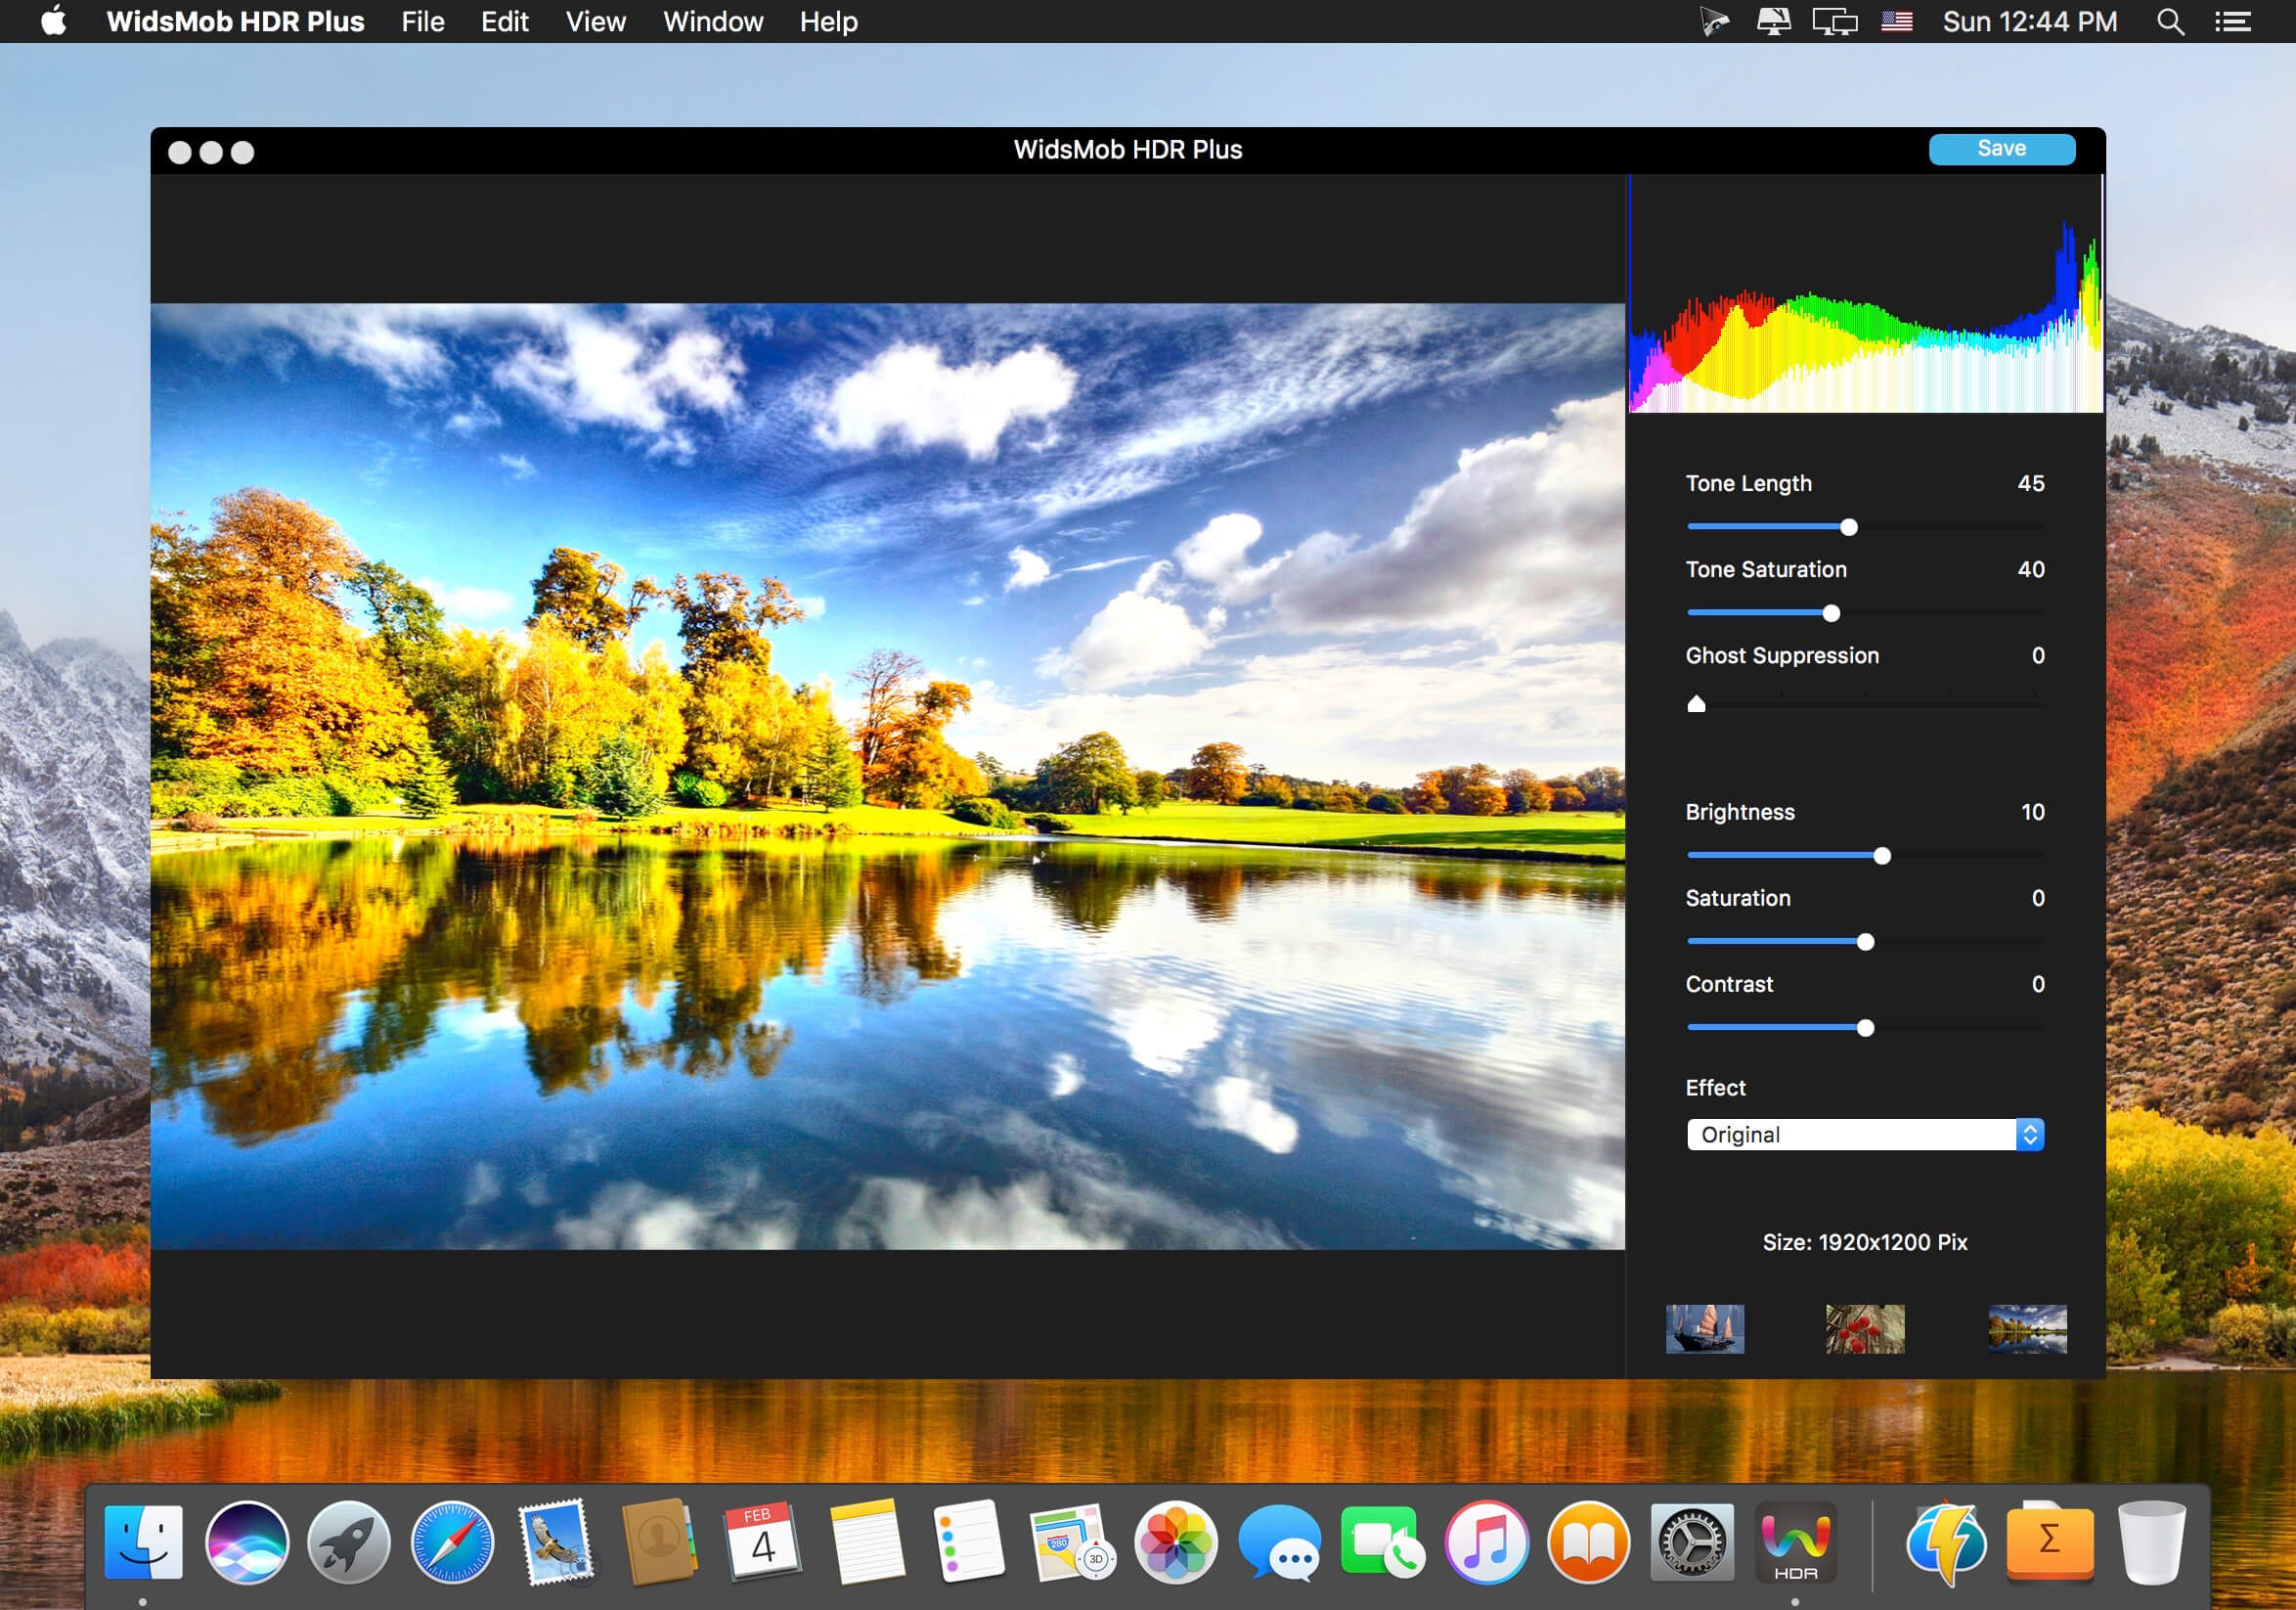 WidsMob HDR Plus File Edit View Window Help Sun 12:44 PM
WidsMob HDR Plus Save
Tone Length 45
Tone Saturation 40
Ghost Suppression 0
Brightness 10
Saturation 0
Contrast 0
Effect
Original
Size: 1920x1200 Pix
FEB
4
280
3D
Σ
HDR